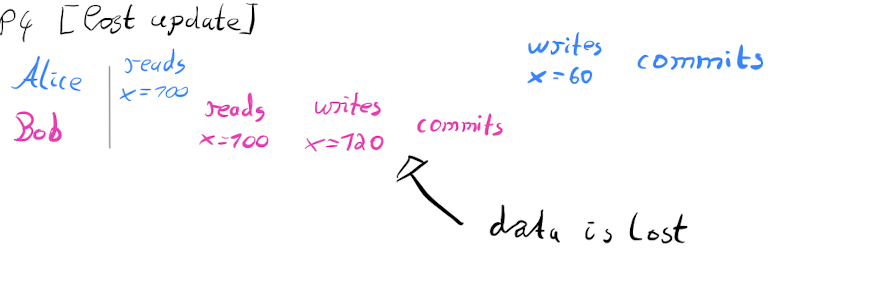 P4 [lost update]
Alice reads x=100 writes x=60 commits
Bob reads x=100 writes x=120 commits
data is lost